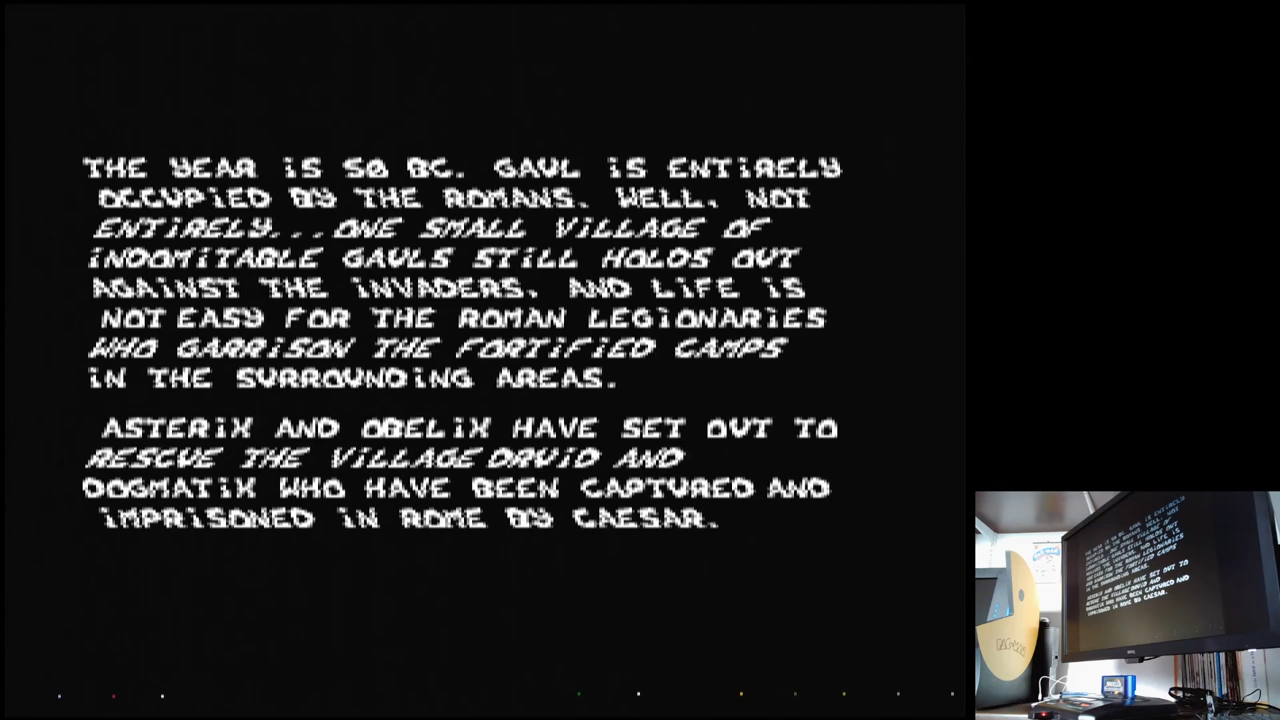 THE YEAR iS 50 BC. GAUL iS ENTiRELY
OCCUPiED BY THE ROMANS. WELL, NOT
ENTiRELY...ONE SMALL ViLLAGE OF
iNDOMiTABLE GAULS STiLL HOLDS OUT
AGAiNST THE iNVADERS. AND LiFE iS
NOT EASY FOR THE ROMAN LEGiONARiES
WHO GARRiSON THE FORTiFiED CAMPS
iN THE SURROUNDiNG AREAS.
ASTERiX AND OBELiX HAVE SET OUT TO
RESCUE THE ViLLAGE DRUiD AND
DOGMATiX WHO HAVE BEEN CAPTURED AND
iMPRiSONED iN ROME BY CAESAR.